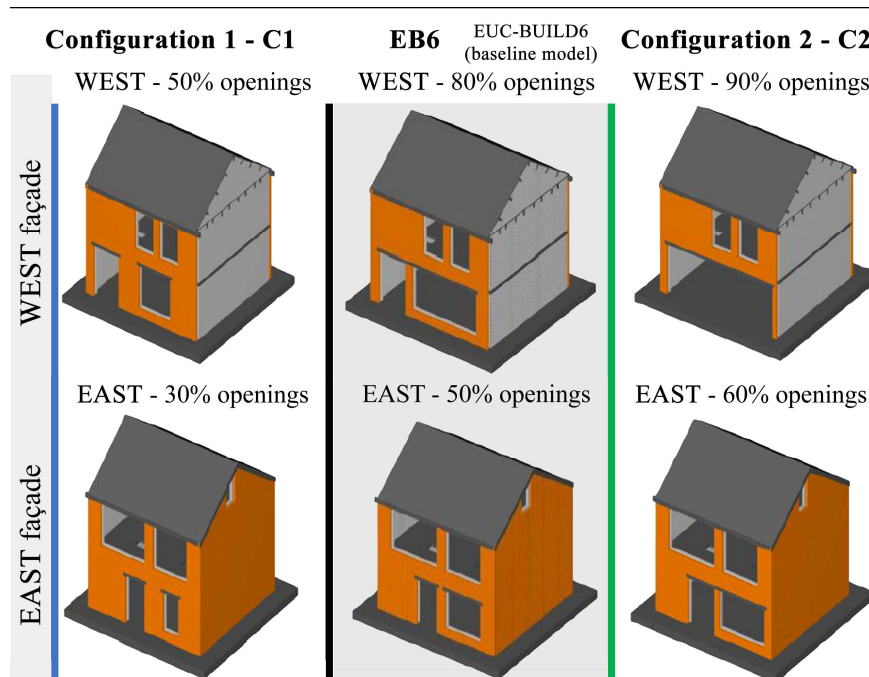 Configuration 1 - C1
EB6
EUC-BUILD6
(baseline model)
Configuration 2 - C2
WEST - 50% openings
WEST - 80% openings
WEST - 90% openings
WEST façade
EAST - 30% openings
EAST - 50% openings
EAST - 60% openings
EAST façade